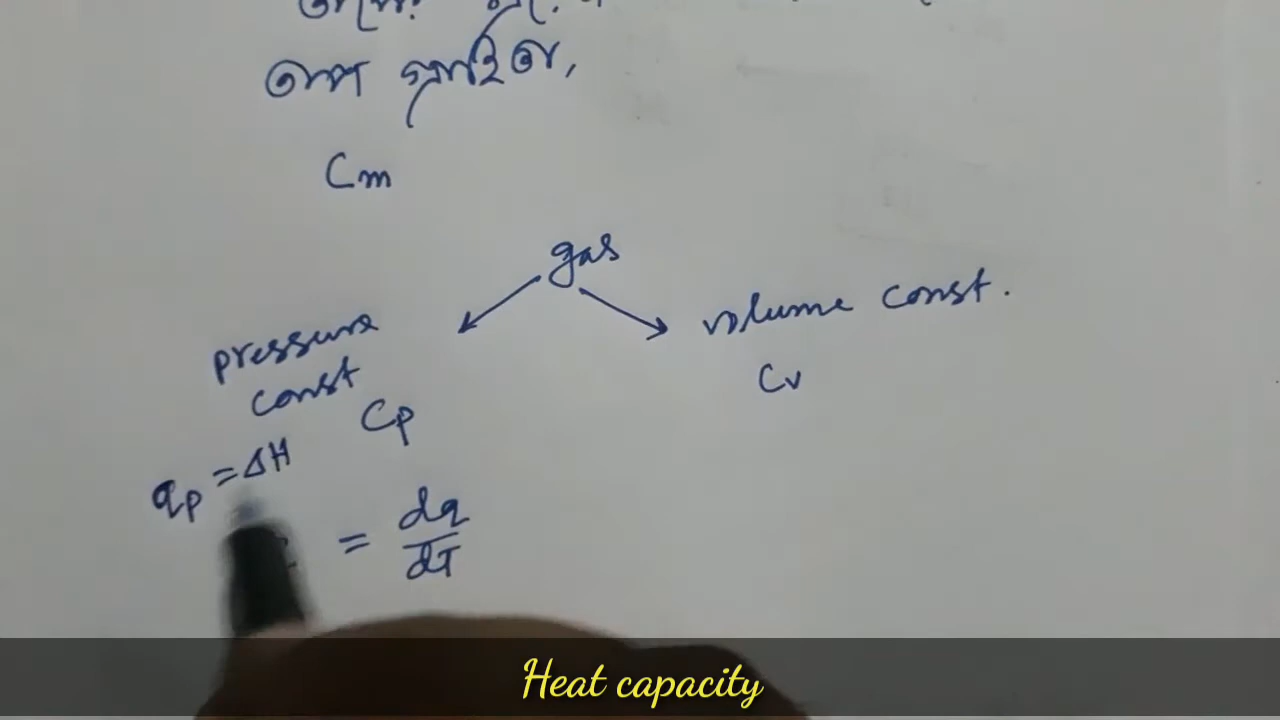 তাপ গ্রাহিতা,
Cm
gas
pressure
const
volume const.
Cp
Cv
qp = ΔH
= dq
dT
Heat capacity